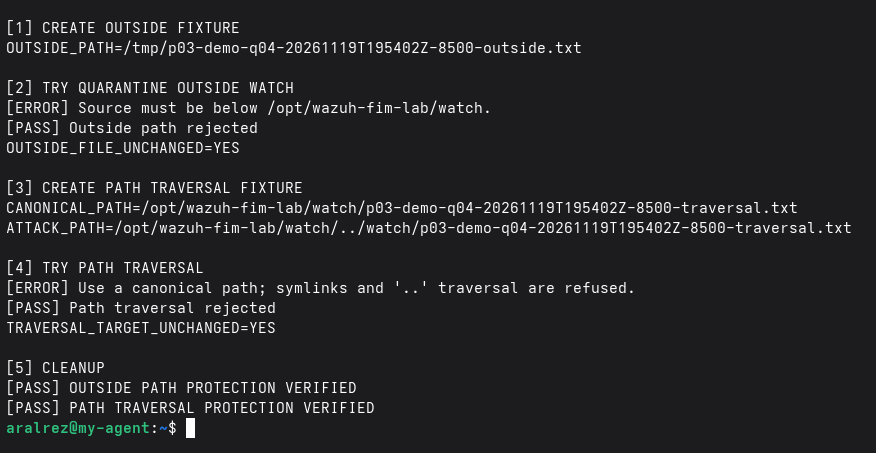 [1] CREATE OUTSIDE FIXTURE
OUTSIDE_PATH=/tmp/p03-demo-q04-20261119T195402Z-8500-outside.txt
[2] TRY QUARANTINE OUTSIDE WATCH
[ERROR] Source must be below /opt/wazuh-fim-lab/watch.
[PASS] Outside path rejected
OUTSIDE_FILE_UNCHANGED=YES
[3] CREATE PATH TRAVERSAL FIXTURE
CANONICAL_PATH=/opt/wazuh-fim-lab/watch/p03-demo-q04-20261119T195402Z-8500-traversal.txt
ATTACK_PATH=/opt/wazuh-fim-lab/watch/../watch/p03-demo-q04-20261119T195402Z-8500-traversal.txt
[4] TRY PATH TRAVERSAL
[ERROR] Use a canonical path; symlinks and '..' traversal are refused.
[PASS] Path traversal rejected
TRAVERSAL_TARGET_UNCHANGED=YES
[5] CLEANUP
[PASS] OUTSIDE PATH PROTECTION VERIFIED
[PASS] PATH TRAVERSAL PROTECTION VERIFIED
aralrez@my-agent:~$